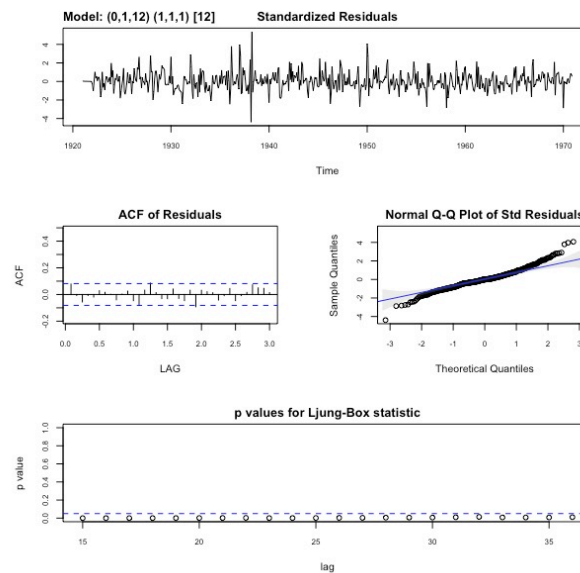 Model: (0,1,12) (1,1,1) [12] Standardized Residuals
4
2
0
-2
-4
1920 1930 1940 1950 1960 1970
Time
ACF of Residuals
ACF
0.4
0.2
0.0
-0.2
0.0 0.5 1.0 1.5 2.0 2.5 3.0
LAG
Normal Q-Q Plot of Std Residuals
Sample Quantiles
4
2
0
-2
-4
-3 -2 -1 0 1 2 3
Theoretical Quantiles
p values for Ljung-Box statistic
p value
1.0
0.8
0.6
0.4
0.2
0.0
15 20 25 30 35
lag